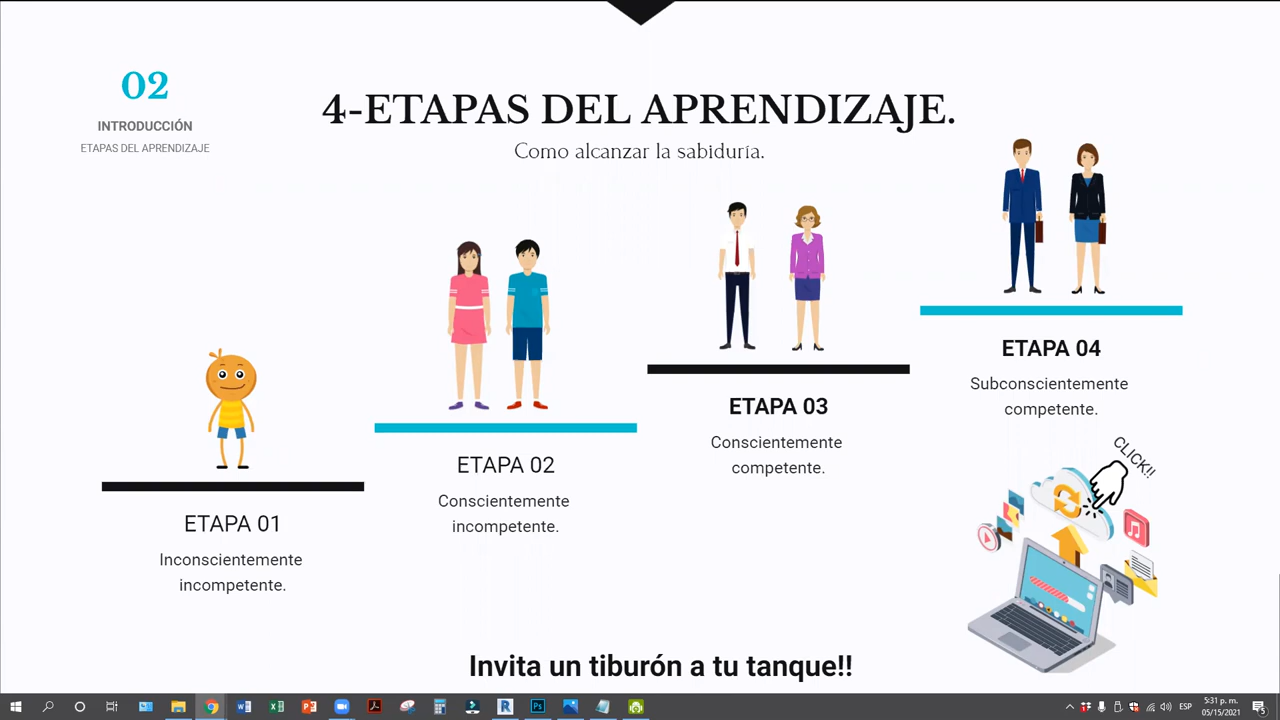 02
INTRODUCCIÓN
ETAPAS DEL APRENDIZAJE
4-ETAPAS DEL APRENDIZAJE.
Como alcanzar la sabiduría.
ETAPA 01
Inconscientemente
incompetente.
ETAPA 02
Conscientemente
incompetente.
ETAPA 03
Conscientemente
competente.
ETAPA 04
Subconscientemente
competente.
CLICK!!
Invita un tiburón a tu tanque!!
ESP
5:31 p. m.
05/15/2021